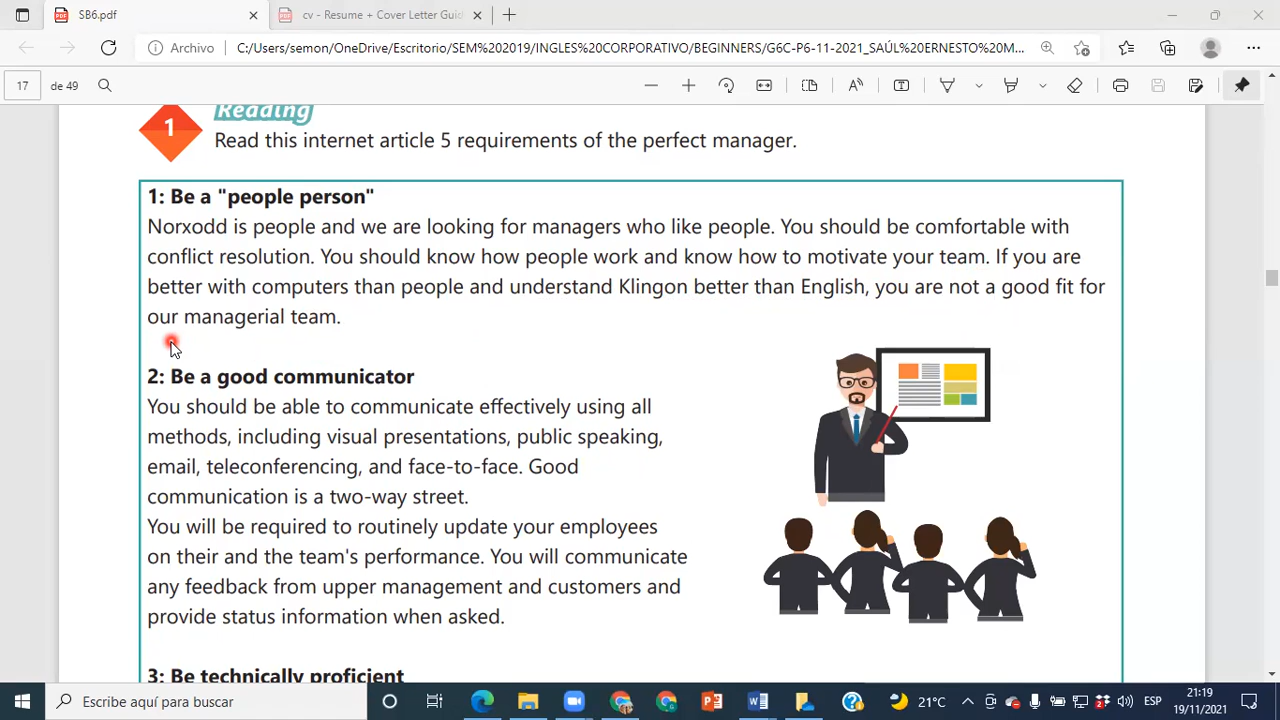 SB6.pdf
cv - Resume + Cover Letter Guid
Archivo
C:/Users/semon/OneDrive/Escritorio/SEM%202019/INGLES%20CORPORATIVO/BEGINNERS/G6C-P6-11-2021_SAÚL%20ERNESTO%20M...
17 de 49
Reading
1
Read this internet article 5 requirements of the perfect manager.
1: Be a "people person"
Norxodd is people and we are looking for managers who like people. You should be comfortable with
conflict resolution. You should know how people work and know how to motivate your team. If you are
better with computers than people and understand Klingon better than English, you are not a good fit for
our managerial team.
2: Be a good communicator
You should be able to communicate effectively using all
methods, including visual presentations, public speaking,
email, teleconferencing, and face-to-face. Good
communication is a two-way street.
You will be required to routinely update your employees
on their and the team's performance. You will communicate
any feedback from upper management and customers and
provide status information when asked.
3: Be technically proficient
Escribe aquí para buscar
21°C
ESP
21:19
19/11/2021